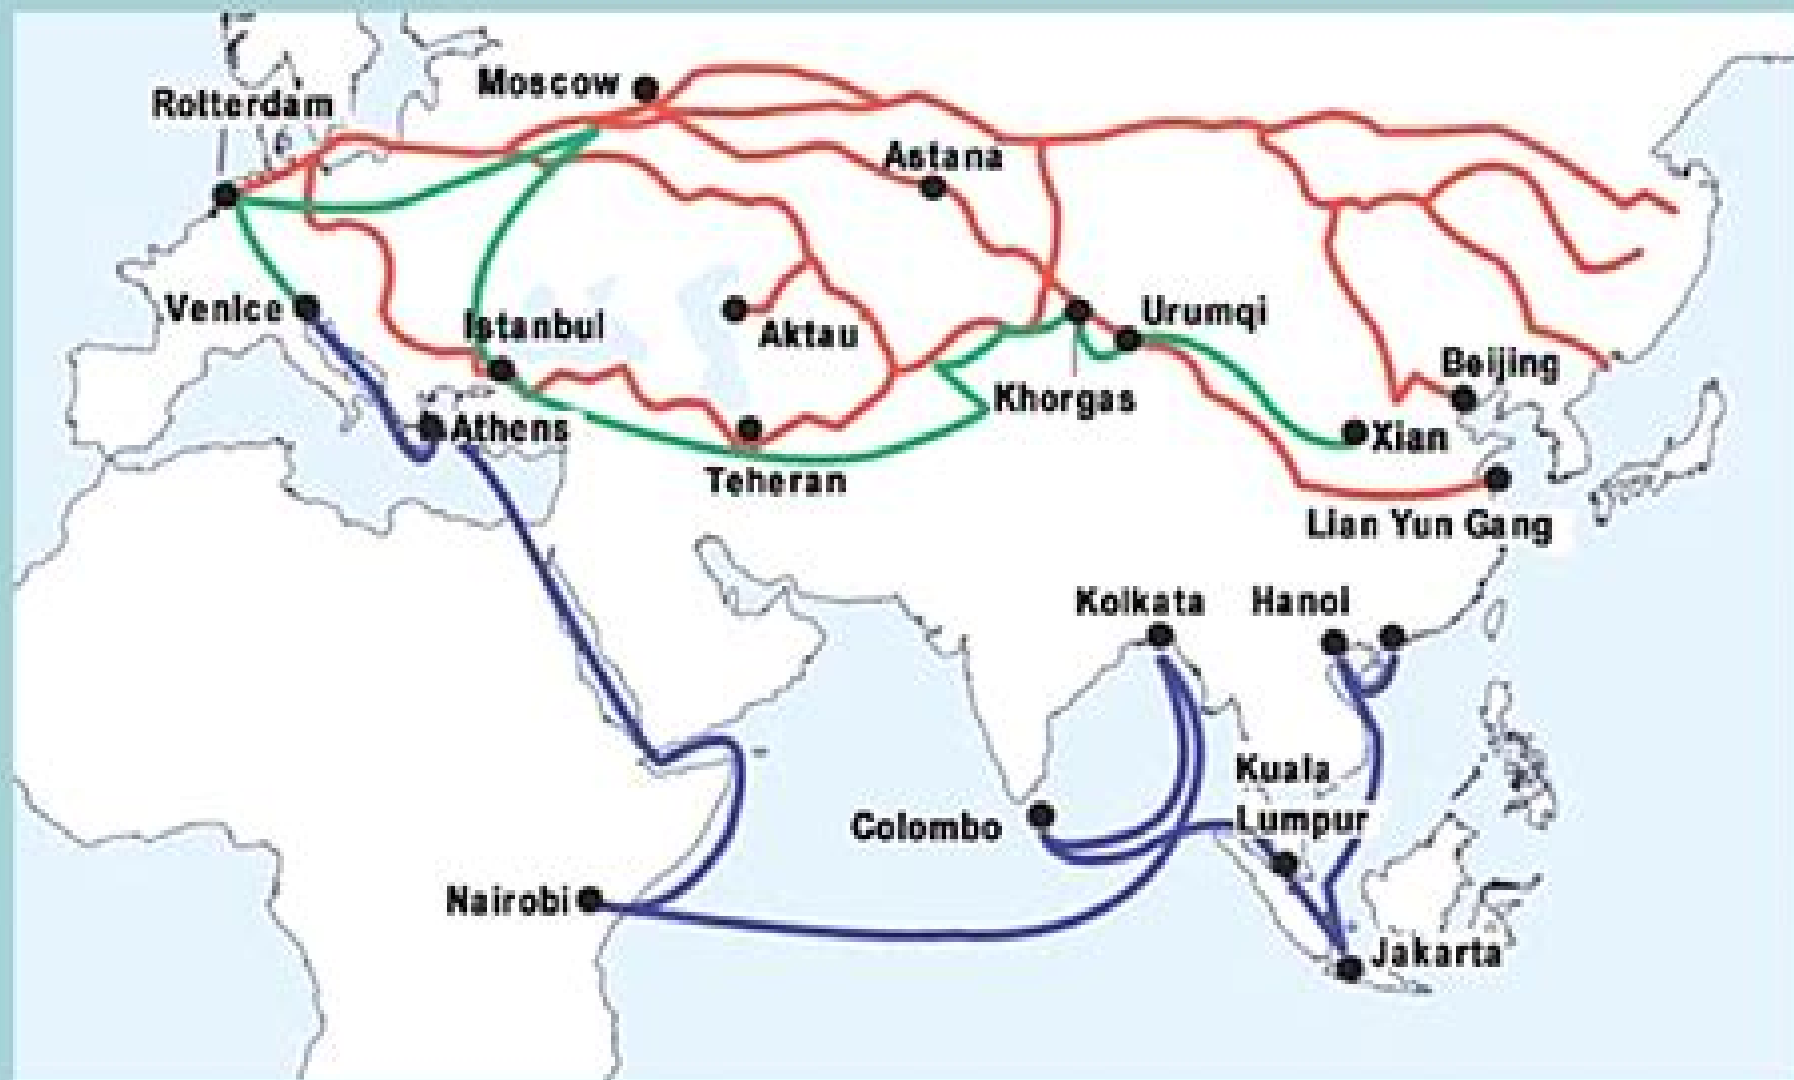 Moscow
Rotterdam
Astana
Venice
Istanbul
Urumqi
Aktau
Beijing
Khorgas
Athens
Xian
Teheran
Lian Yun Gang
Kolkata
Hanoi
Kuala
Lumpur
Colombo
Nairobi
Jakarta